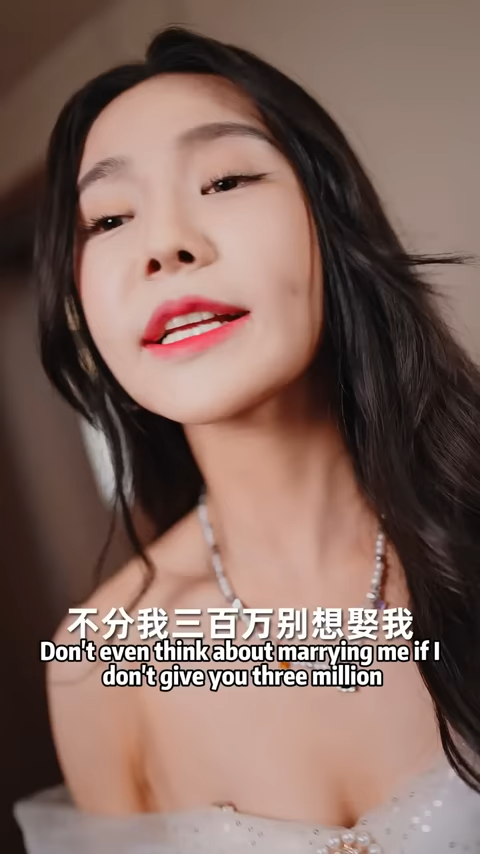 不分我三百万别想娶我
Don't even think about marrying me if I
don't give you three million